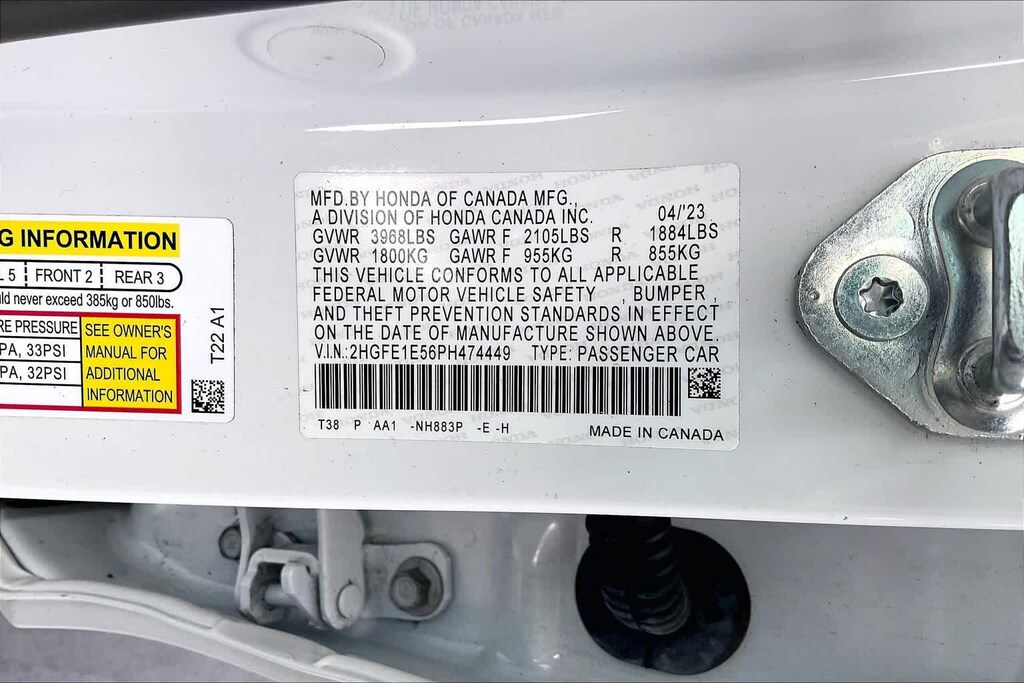 G INFORMATION
L 5 FRONT 2 REAR 3
uld never exceed 385kg or 850lbs.
RE PRESSURE
PA, 33PSI
PA, 32PSI
SEE OWNER'S
MANUAL FOR
ADDITIONAL
INFORMATION
T22 A1
MFD.BY HONDA OF CANADA MFG.,
A DIVISION OF HONDA CANADA INC. 04/'23
GVWR 3968LBS GAWR F 2105LBS R 1884LBS
GVWR 1800KG GAWR F 955KG R 855KG
THIS VEHICLE CONFORMS TO ALL APPLICABLE
FEDERAL MOTOR VEHICLE SAFETY , BUMPER ,
AND THEFT PREVENTION STANDARDS IN EFFECT
ON THE DATE OF MANUFACTURE SHOWN ABOVE.
V.I.N.:2HGFE1E56PH474449 TYPE: PASSENGER CAR
T38 P AA1 -NH883P -E -H
MADE IN CANADA